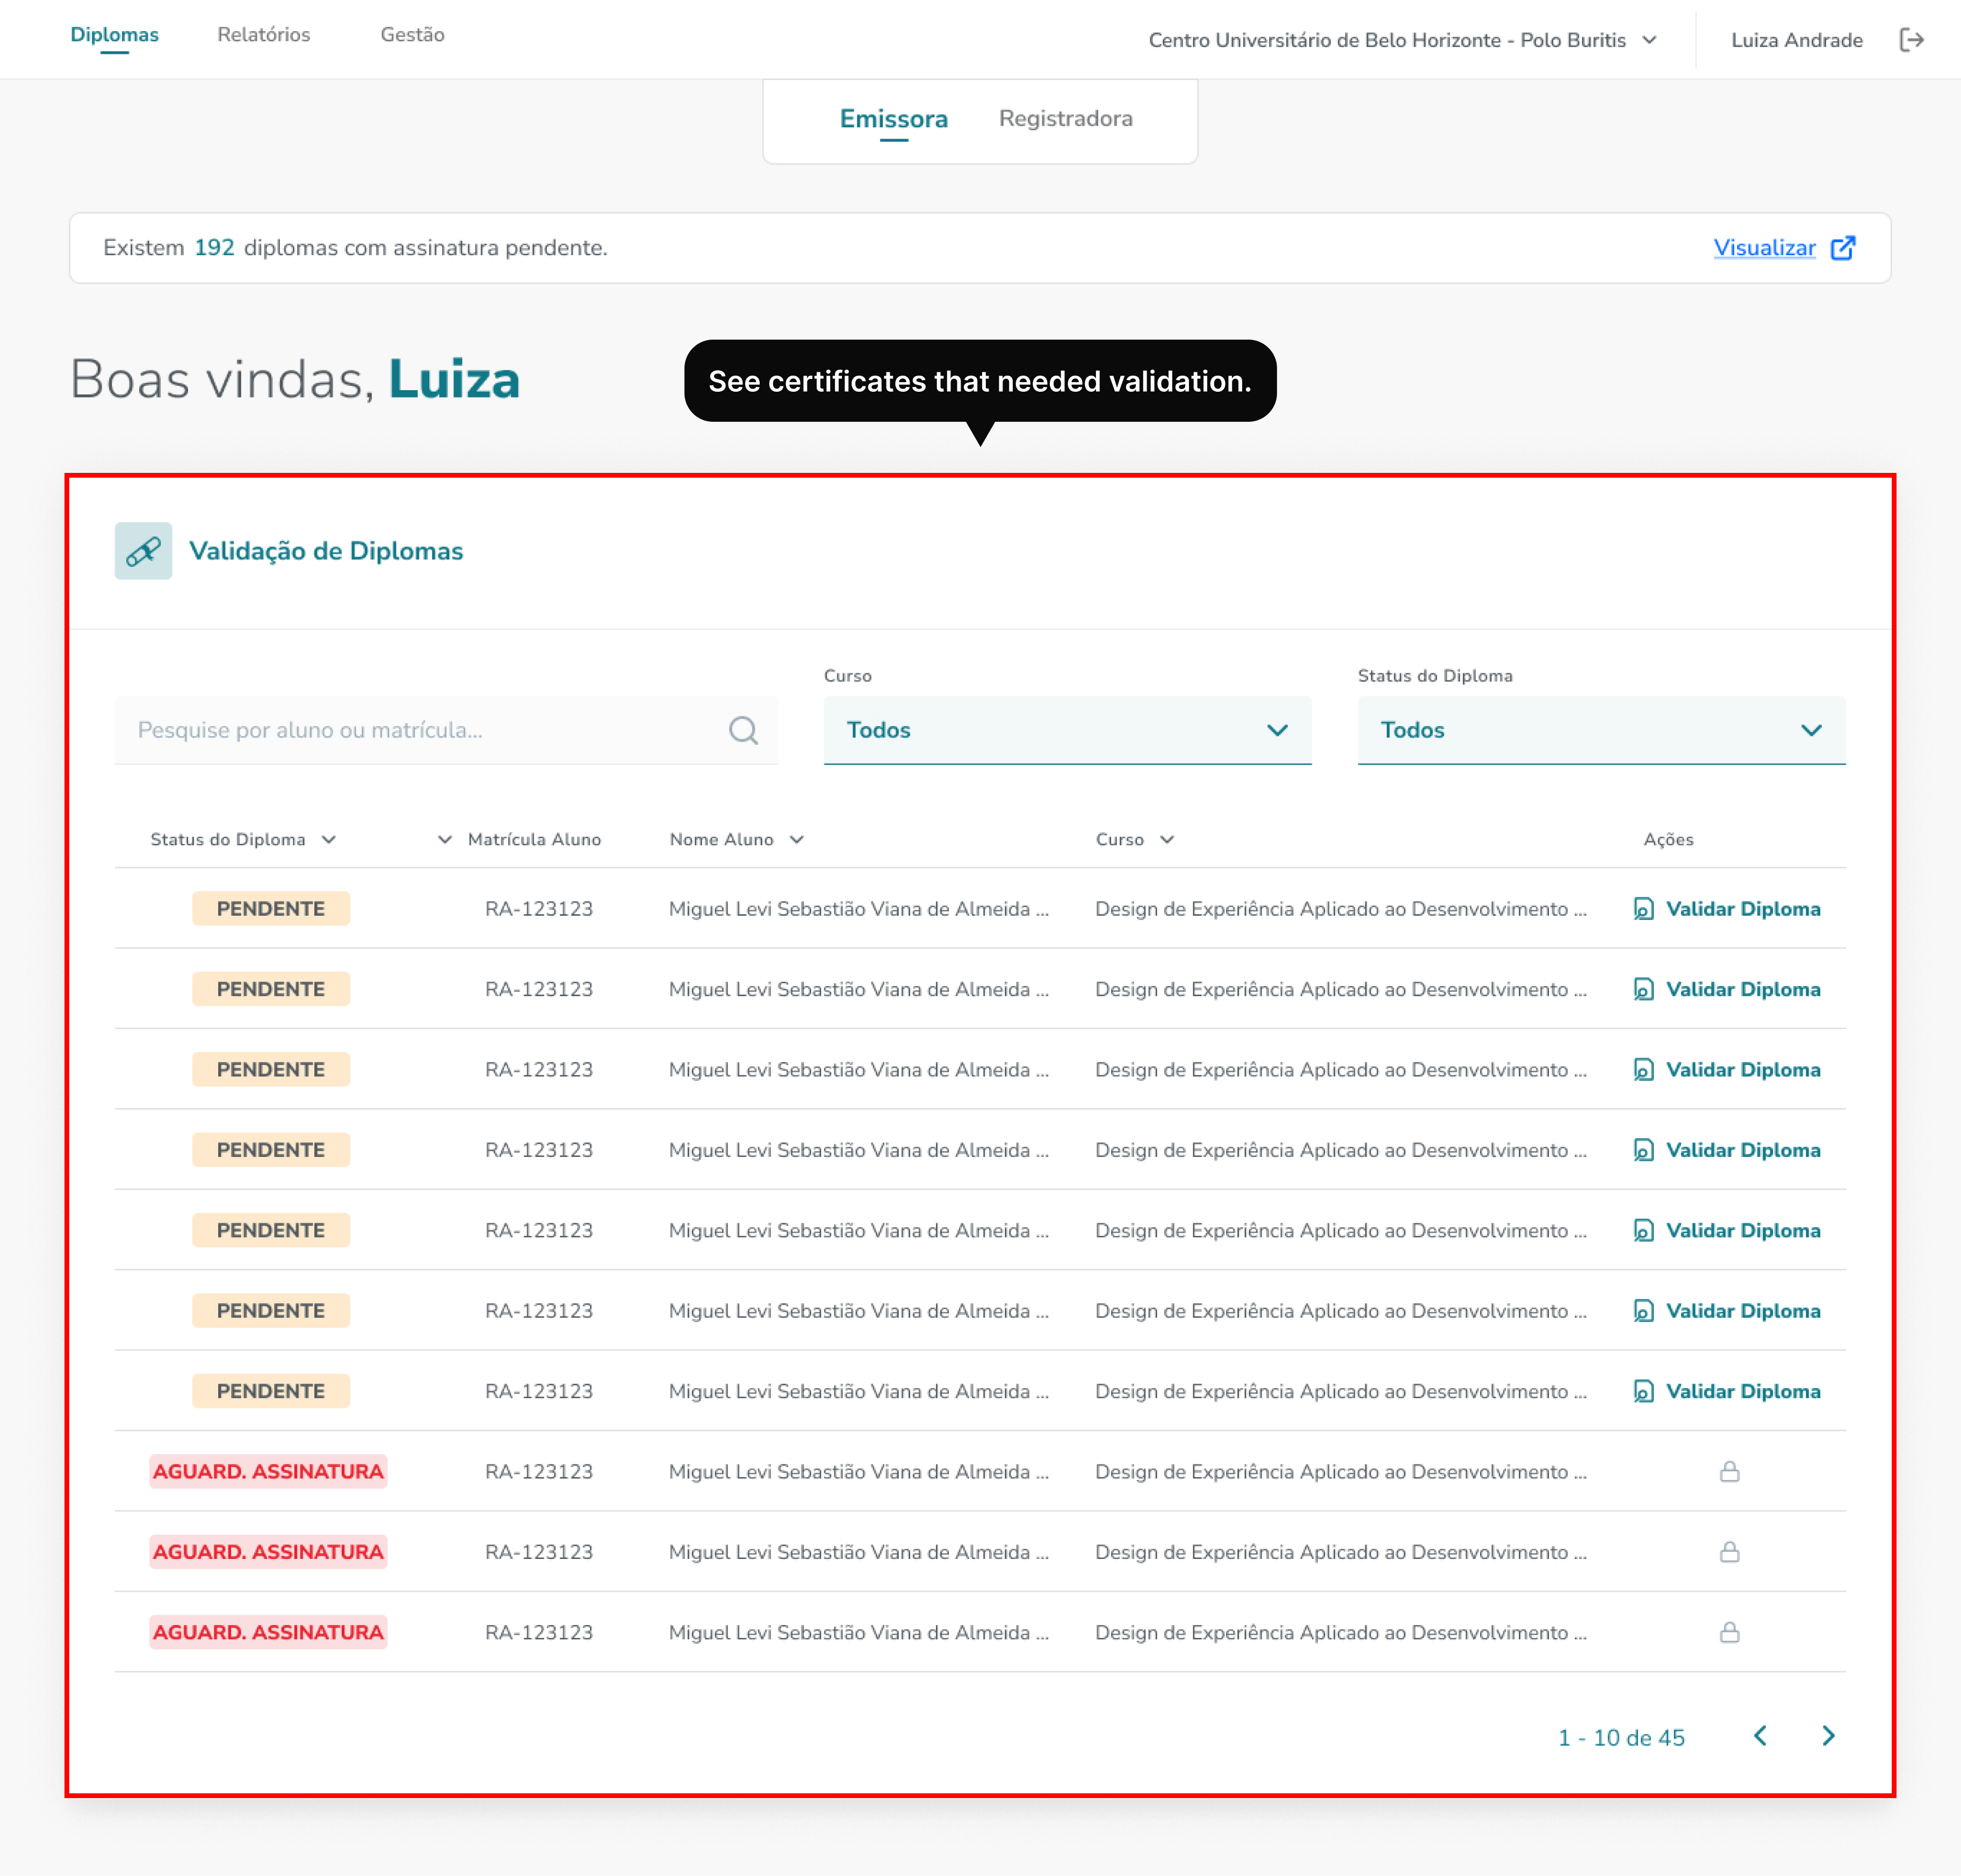 Diplomas Relatórios Gestão Centro Universitário de Belo Horizonte - Polo Buritis Luiza Andrade
Emissora Registradora
Existem 192 diplomas com assinatura pendente. Visualizar
Boas vindas, Luiza
See certificates that needed validation.
Validação de Diplomas
Curso Status do Diploma
Pesquise por aluno ou matrícula... Todos Todos
Status do Diploma Matrícula Aluno Nome Aluno Curso Ações
PENDENTE RA-123123 Miguel Levi Sebastião Viana de Almeida ... Design de Experiência Aplicado ao Desenvolvimento ... Validar Diploma
PENDENTE RA-123123 Miguel Levi Sebastião Viana de Almeida ... Design de Experiência Aplicado ao Desenvolvimento ... Validar Diploma
PENDENTE RA-123123 Miguel Levi Sebastião Viana de Almeida ... Design de Experiência Aplicado ao Desenvolvimento ... Validar Diploma
PENDENTE RA-123123 Miguel Levi Sebastião Viana de Almeida ... Design de Experiência Aplicado ao Desenvolvimento ... Validar Diploma
PENDENTE RA-123123 Miguel Levi Sebastião Viana de Almeida ... Design de Experiência Aplicado ao Desenvolvimento ... Validar Diploma
PENDENTE RA-123123 Miguel Levi Sebastião Viana de Almeida ... Design de Experiência Aplicado ao Desenvolvimento ... Validar Diploma
PENDENTE RA-123123 Miguel Levi Sebastião Viana de Almeida ... Design de Experiência Aplicado ao Desenvolvimento ... Validar Diploma
AGUARD. ASSINATURA RA-123123 Miguel Levi Sebastião Viana de Almeida ... Design de Experiência Aplicado ao Desenvolvimento ...
AGUARD. ASSINATURA RA-123123 Miguel Levi Sebastião Viana de Almeida ... Design de Experiência Aplicado ao Desenvolvimento ...
AGUARD. ASSINATURA RA-123123 Miguel Levi Sebastião Viana de Almeida ... Design de Experiência Aplicado ao Desenvolvimento ...
1 - 10 de 45